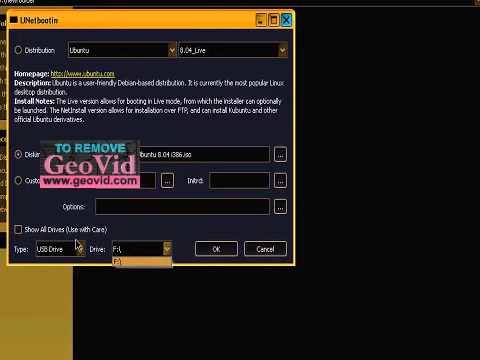 UNetbootin
Distribution
Ubuntu
8.04_Live
Homepage: http://www.ubuntu.com
Description: Ubuntu is a user-friendly Debian-based distribution. It is currently the most popular Linux
desktop distribution.
Install Notes: The Live version allows for booting in Live mode, from which the installer can optionally
be launched. The NetInstall version allows for installation over FTP, and can install Kubuntu and other
official Ubuntu derivatives.
TO REMOVE
GeoVid
www.geovid.com
buntu 8.04 i386.iso
...
Initrd:
...
Options:
...
Show All Drives (Use with Care)
Type:
USB Drive
Drive:
F:\
OK
Cancel
F:\